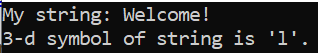 My string: Welcome!
3-d symbol of string is 'l'.